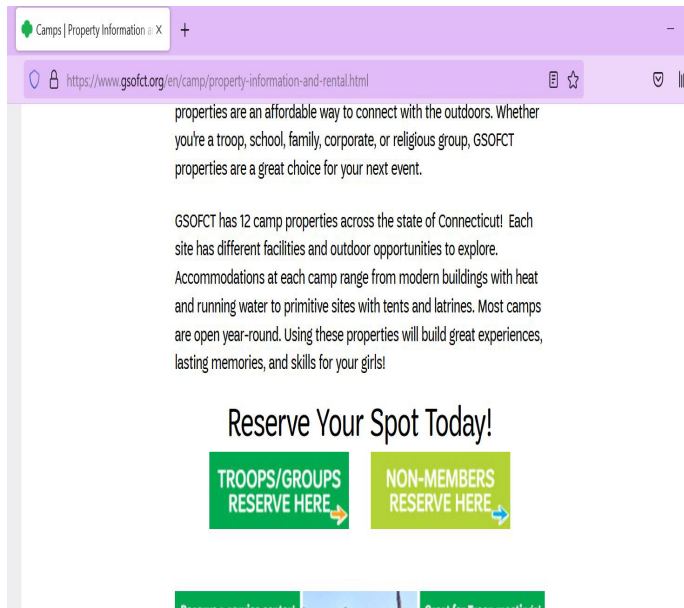 Camps | Property Information a
https://www.gsofct.org/en/camp/property-information-and-rental.html
properties are an affordable way to connect with the outdoors. Whether
you're a troop, school, family, corporate, or religious group, GSOFCT
properties are a great choice for your next event.
GSOFCT has 12 camp properties across the state of Connecticut! Each
site has different facilities and outdoor opportunities to explore.
Accommodations at each camp range from modern buildings with heat
and running water to primitive sites with tents and latrines. Most camps
are open year-round. Using these properties will build great experiences,
lasting memories, and skills for your girls!
Reserve Your Spot Today!
TROOPS/GROUPS
RESERVE HERE
NON-MEMBERS
RESERVE HERE